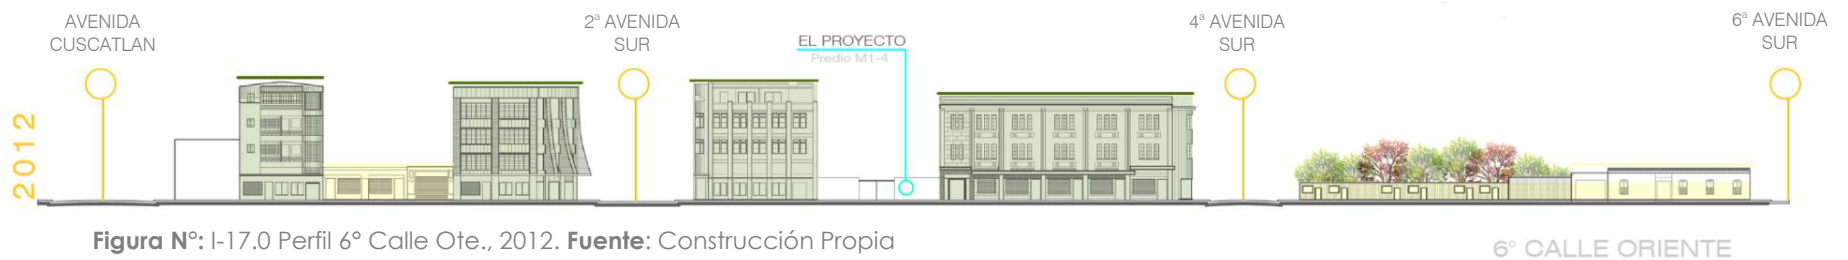 AVENIDA
CUSCATLAN
2ª AVENIDA
SUR
EL PROYECTO
Predio M1-4
4ª AVENIDA
SUR
6ª AVENIDA
SUR
2012
Figura N°: I-17.0 Perfil 6° Calle Ote., 2012. Fuente: Construcción Propia
6° CALLE ORIENTE